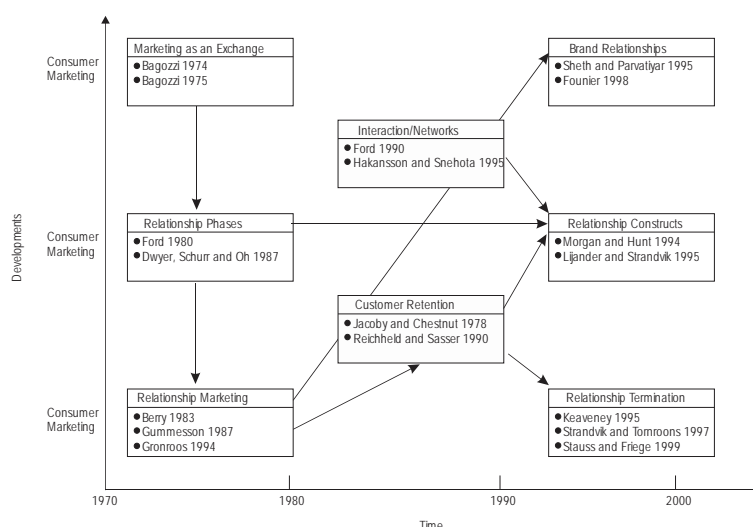 Consumer
Marketing
Marketing as an Exchange
Bagozzi 1974
Bagozzi 1975
Brand Relationships
Sheth and Parvatiyar 1995
Founier 1998
Interaction/Networks
Ford 1990
Hakansson and Snehota 1995
Developments
Consumer
Marketing
Relationship Phases
Ford 1980
Dwyer, Schurr and Oh 1987
Relationship Constructs
Morgan and Hunt 1994
Lijander and Strandvik 1995
Customer Retention
Jacoby and Chestnut 1978
Reichheld and Sasser 1990
Consumer
Marketing
Relationship Marketing
Berry 1983
Gummesson 1987
Gronroos 1994
Relationship Termination
Keaveney 1995
Strandvik and Tomroons 1997
Stauss and Friege 1999
1970 1980 1990 2000
Time